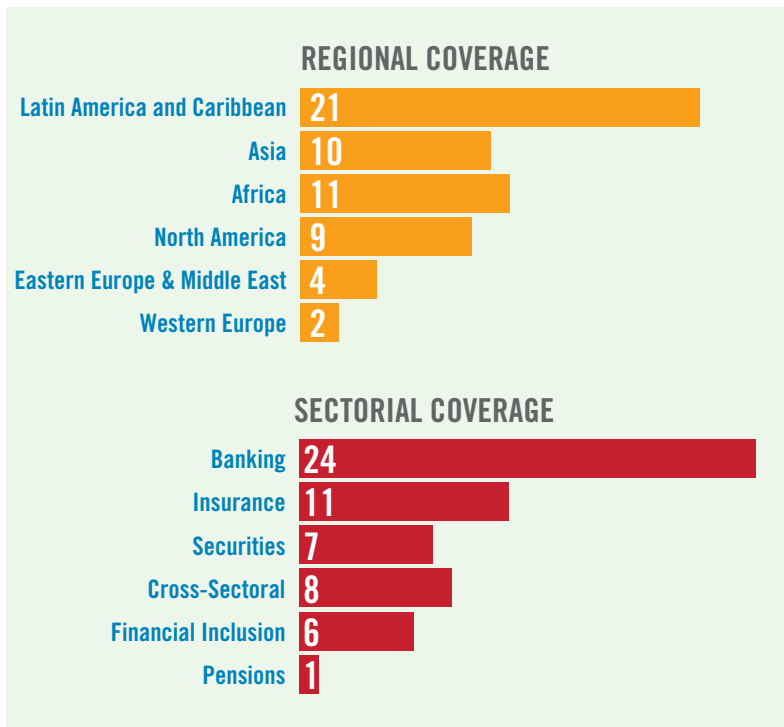 REGIONAL COVERAGE
Latin America and Caribbean 21
Asia 10
Africa 11
North America 9
Eastern Europe & Middle East 4
Western Europe 2
SECTORIAL COVERAGE
Banking 24
Insurance 11
Securities 7
Cross-Sectoral 8
Financial Inclusion 6
Pensions 1